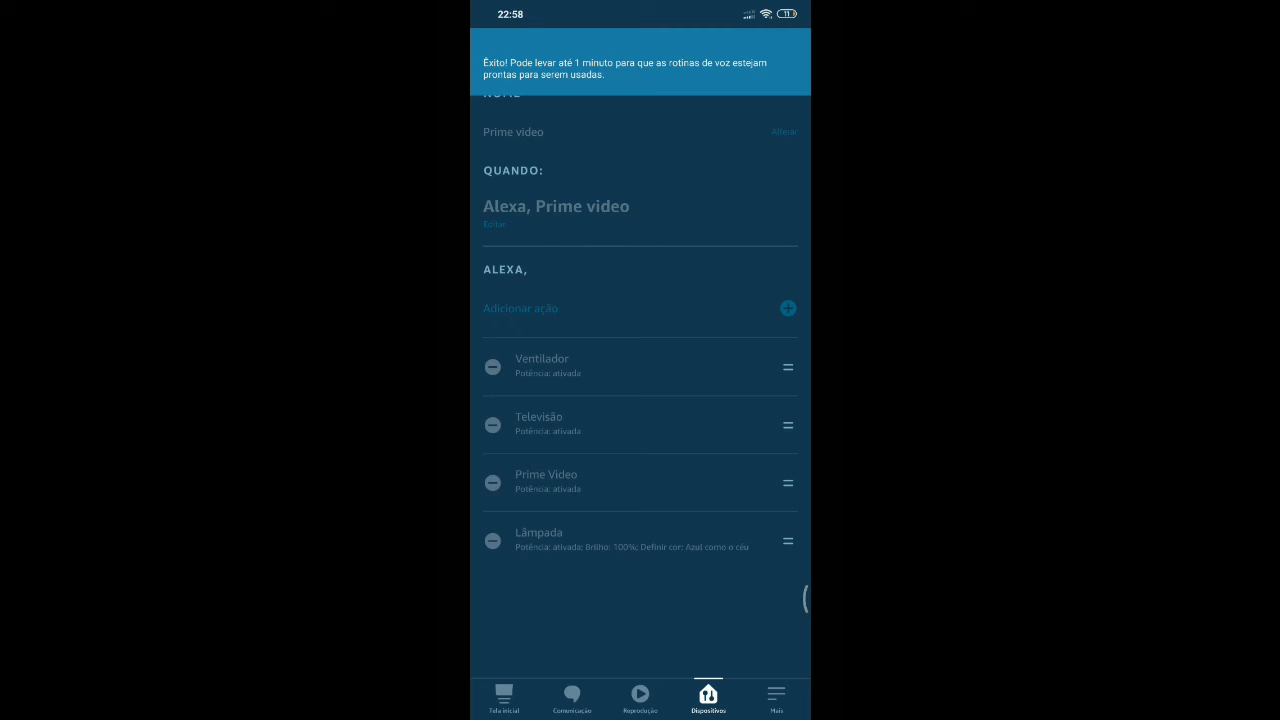 22:58
11
Êxito! Pode levar até 1 minuto para que as rotinas de voz estejam
prontas para serem usadas.
NOME
Prime video
Alterar
QUANDO:
Alexa, Prime video
Editar
ALEXA,
Adicionar ação
Ventilador
Potência: ativada
Televisão
Potência: ativada
Prime Video
Potência: ativada
Lâmpada
Potência: ativada; Brilho: 100%; Definir cor: Azul como o céu
Tela inicial
Comunicação
Reprodução
Dispositivos
Mais